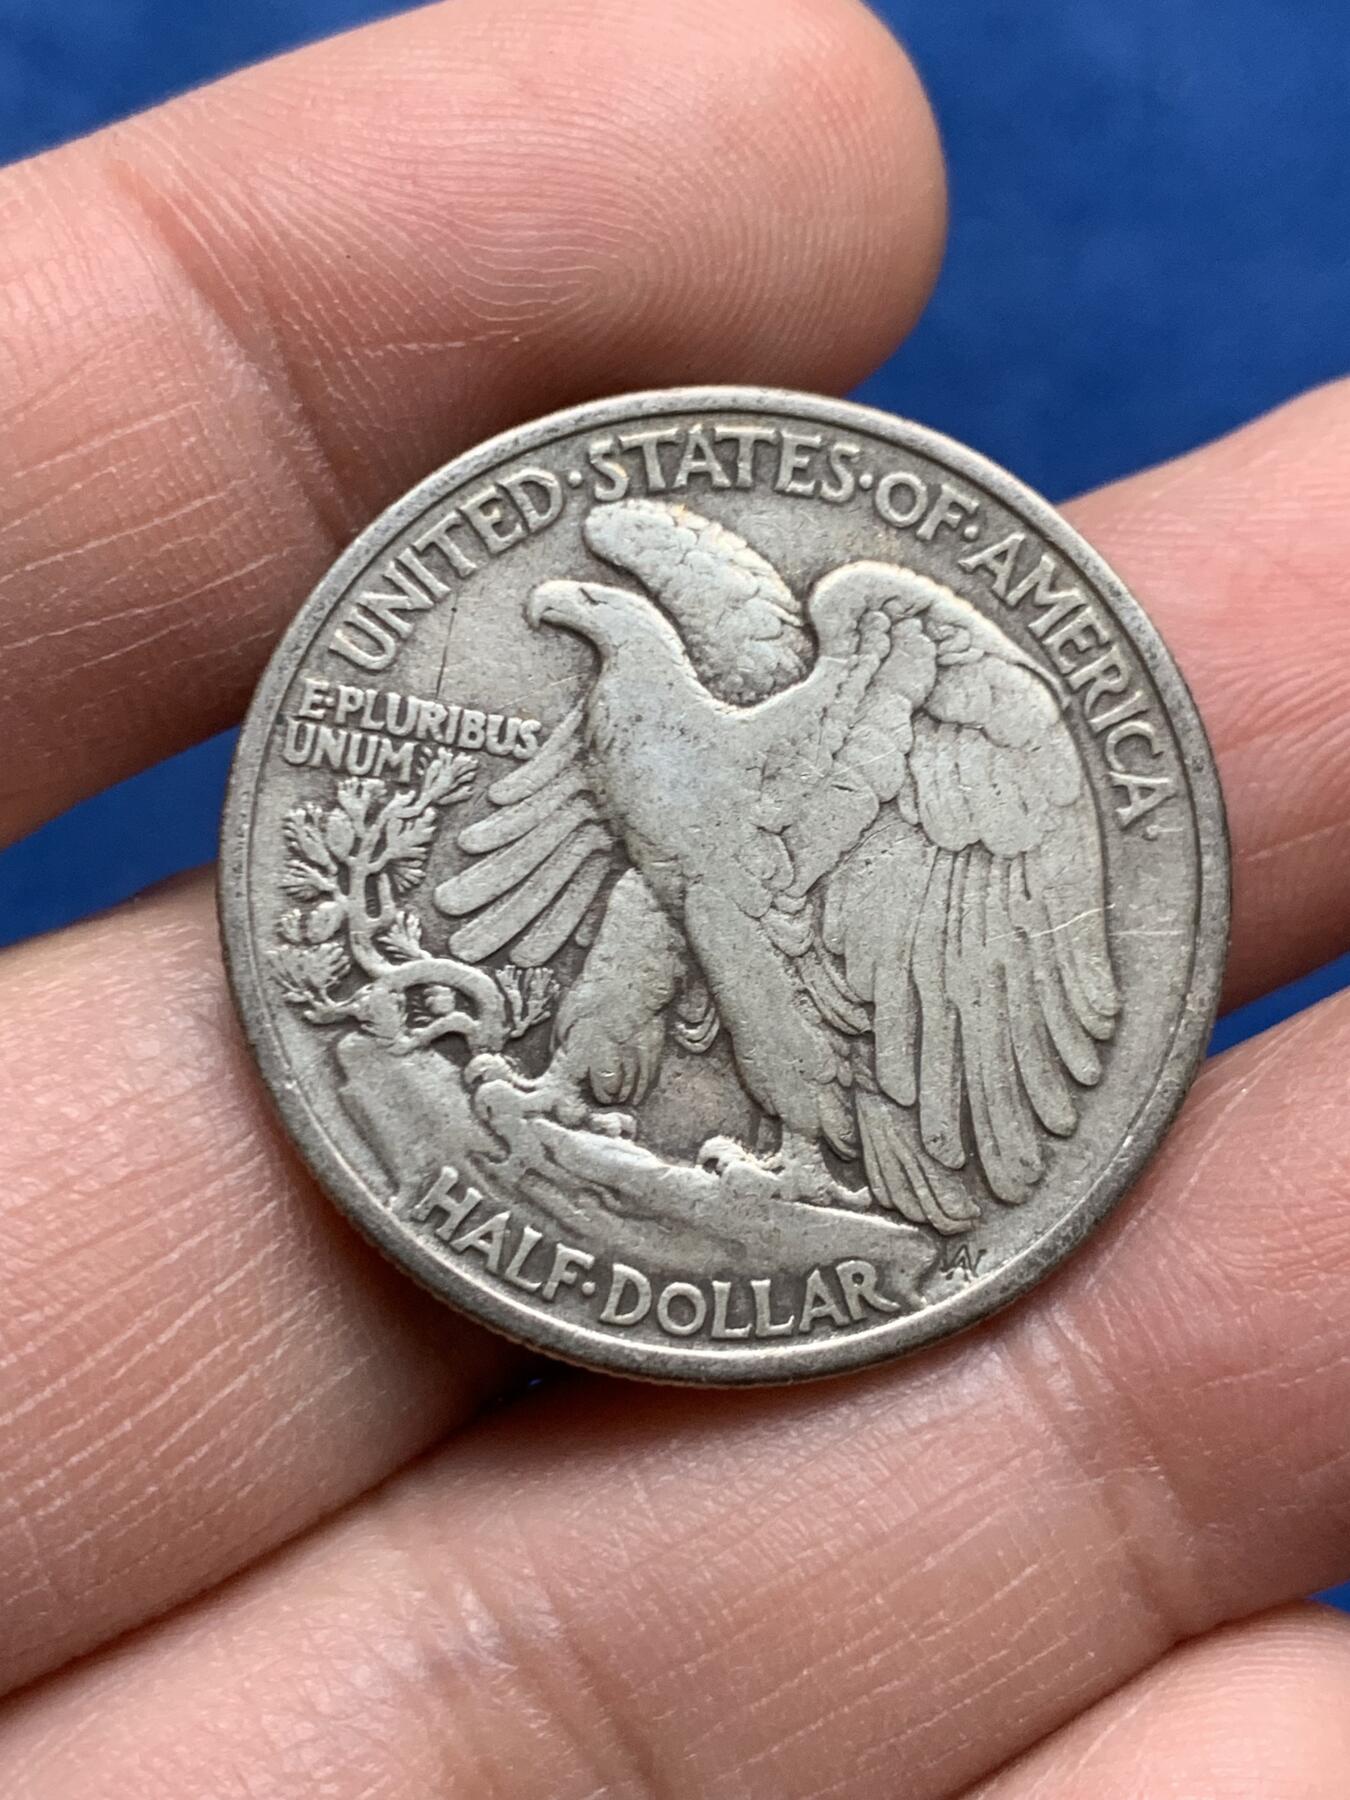 UNITED·STATES·OF·AMERICA
E·PLURIBUS
UNUM
HALF·DOLLAR
AW